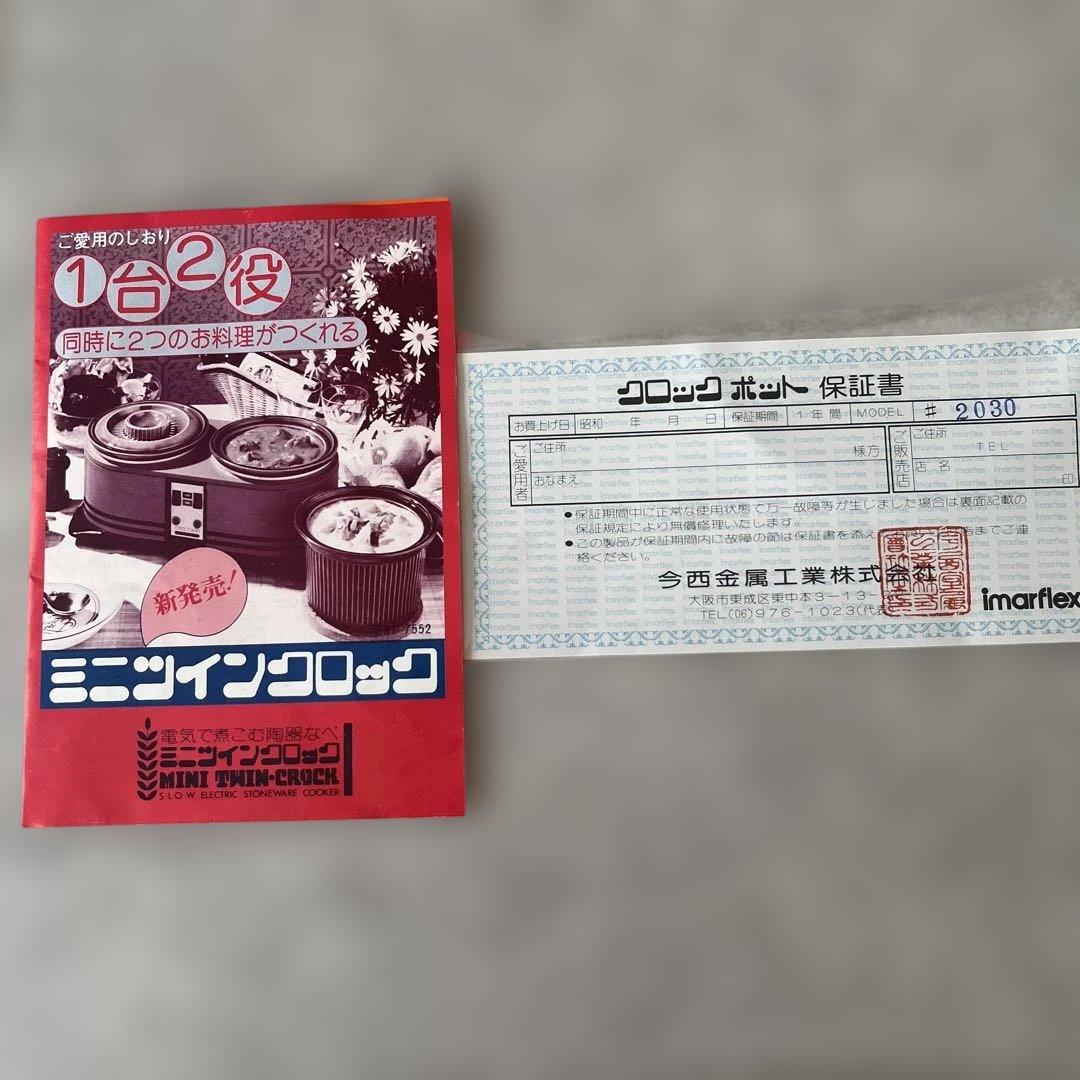 ご愛用のしおり
1台2役
同時に2つのお料理がつくれる
新発売!
7552
ミニツインクロック
電気で煮こむ陶器なべ
ミニツインクロック
MINI TWIN·CROCK
S·L·O·W ELECTRIC STONEWARE COOKER
クロックポット 保証書
お買上げ日 昭和 年 月 日 保証期間 1年間 MODEL # 2030
ご愛用者 ご住所 様方 おなまえ
ご販売店 ご住所 TEL 店名 印
●保証期間中に正常な使用状態で万一故障等が生しました場合は裏面記載の
保証規定により無償修理いたします。
●この製品が保証期間内に故障の節は保証書を添え 店までご連
絡ください。
今西金属工業株式会社
大阪市東成区東中本3-13-
TEL(06)976-1023(代表
imarflex